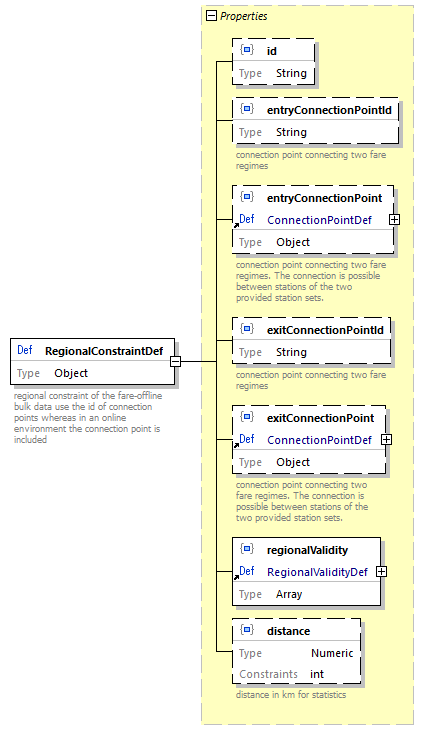 Properties
id
Type String
entryConnectionPointId
Type String
connection point connecting two fare
regimes
entryConnectionPoint
Def ConnectionPointDef
Type Object
connection point connecting two fare
regimes. The connection is possible
between stations of the two
provided station sets.
exitConnectionPointId
Type String
connection point connecting two fare
regimes
Def RegionalConstraintDef
Type Object
regional constraint of the fare-offline
bulk data use the id of connection
points whereas in an online
environment the connection point is
included
exitConnectionPoint
Def ConnectionPointDef
Type Object
connection point connecting two
fare regimes. The connection is
possible between stations of the
two provided station sets.
regionalValidity
Def RegionalValidityDef
Type Array
distance
Type Numeric
Constraints int
distance in km for statistics